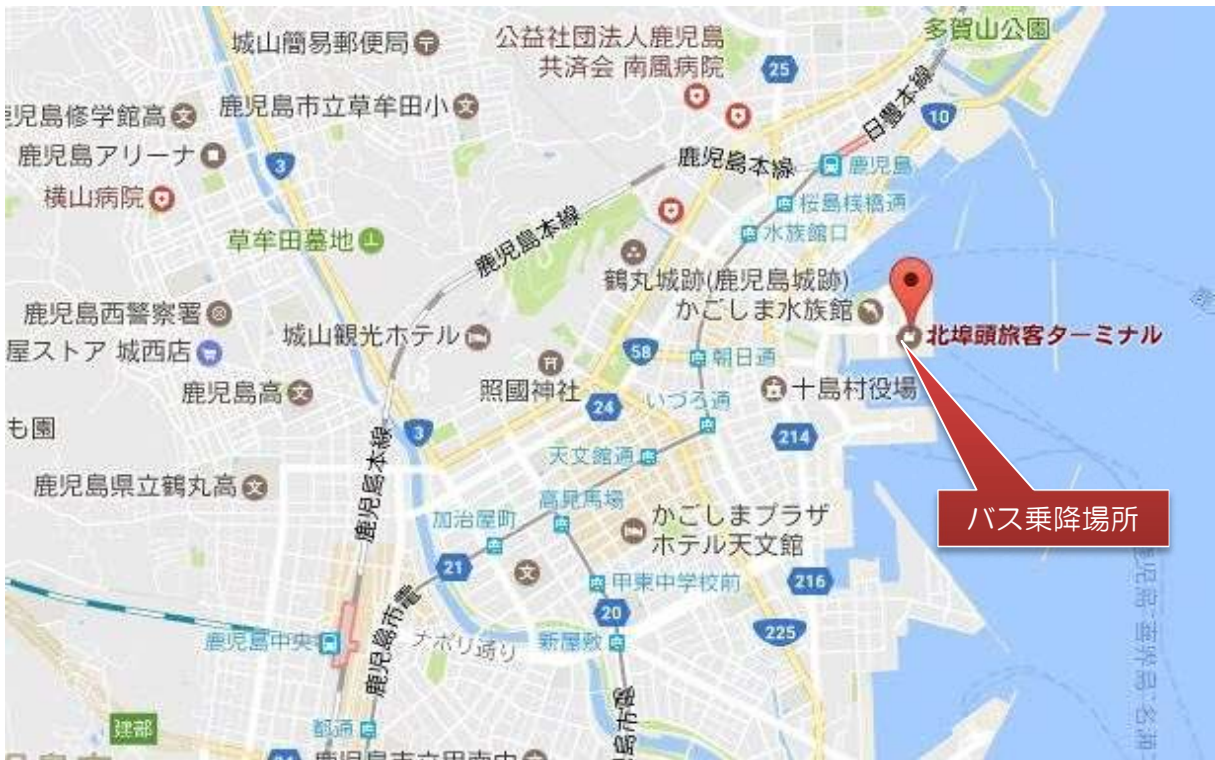 多賀山公園
公益社団法人鹿児島
共済会 南風病院
城山簡易郵便局
25
鹿児島市立草牟田小
児島修学館高
日豊本線
10
鹿児島アリーナ
3
鹿児島本線
鹿児島
横山病院
桜島桟橋通
水族館口
草牟田墓地
鹿児島本線
鶴丸城跡(鹿児島城跡)
かごしま水族館
鹿児島西警察署
城山観光ホテル
北埠頭旅客ターミナル
屋ストア 城西店
58
朝日通
照國神社
鹿児島高
十島村役場
24
いづろ通
も園
3
214
天文館通
鹿児島本線
鹿児島県立鶴丸高
高見馬場
加治屋町
かごしまプラザ
ホテル天文館
バス乗降場所
21
甲東中学校前
216
20
225
鹿児島中央
鹿児島市電
ナポリ通り
新屋敷
建部
都通
島市電
鹿児島市立甲南中